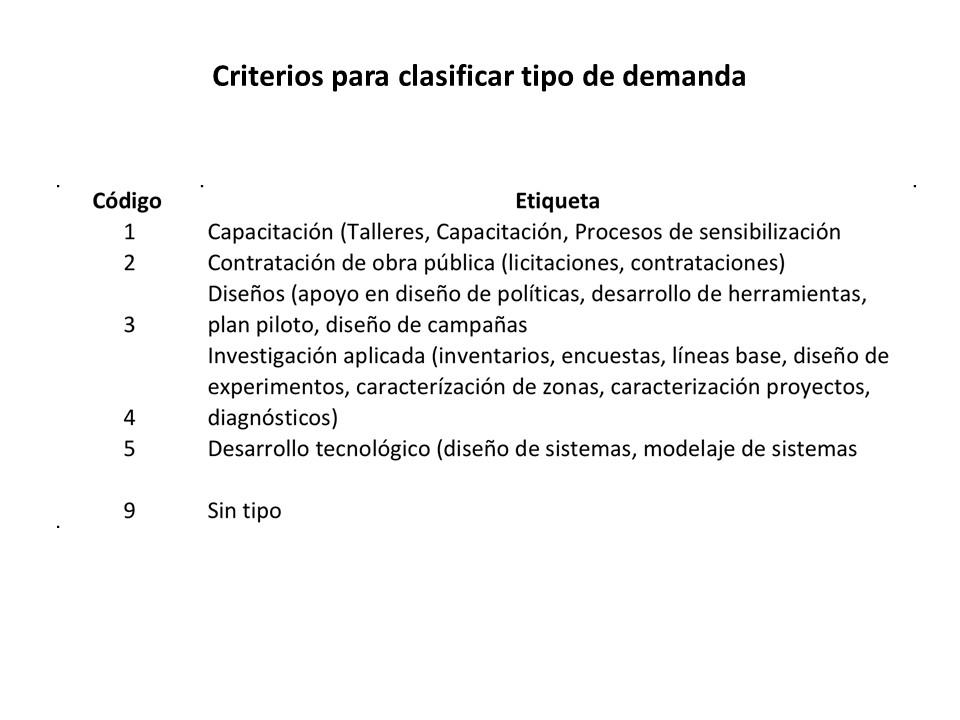 Criterios para clasificar tipo de demanda
Código Etiqueta
1 Capacitación (Talleres, Capacitación, Procesos de sensibilización
2 Contratación de obra pública (licitaciones, contrataciones)
Diseños (apoyo en diseño de políticas, desarrollo de herramientas,
3 plan piloto, diseño de campañas
Investigación aplicada (inventarios, encuestas, líneas base, diseño de
experimentos, caracterízación de zonas, caracterización proyectos,
4 diagnósticos)
5 Desarrollo tecnológico (diseño de sistemas, modelaje de sistemas
9 Sin tipo